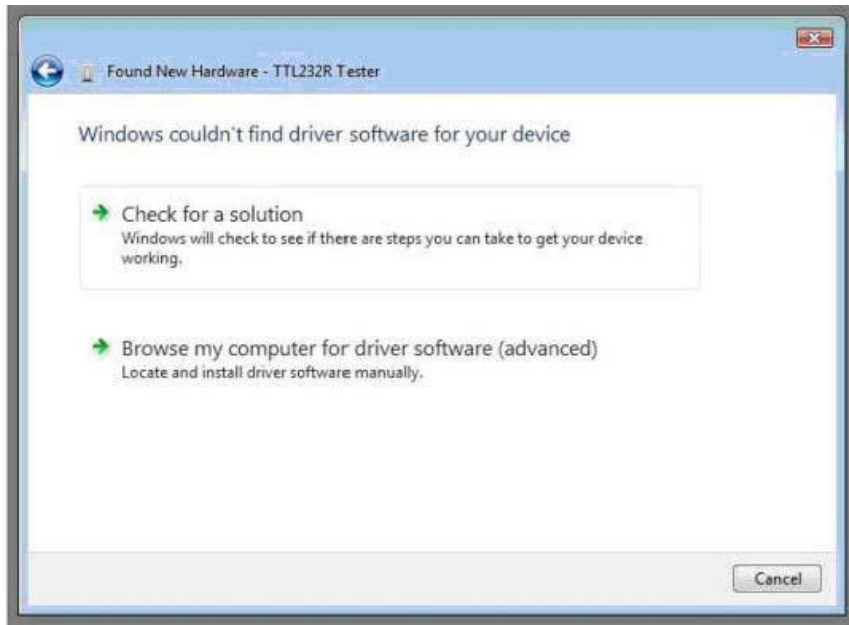 Found New Hardware - TTL232R Tester
Windows couldn't find driver software for your device
Check for a solution
Windows will check to see if there are steps you can take to get your device
working.
Browse my computer for driver software (advanced)
Locate and install driver software manually.
Cancel